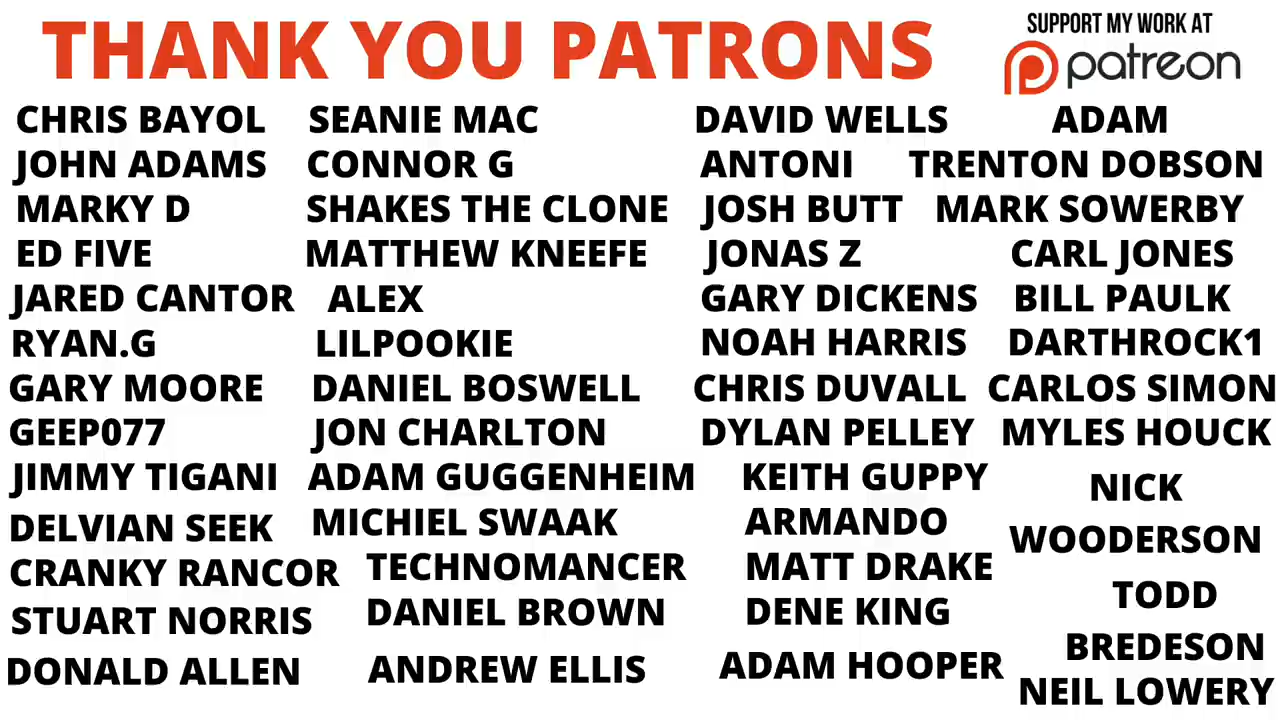 THANK YOU PATRONS
SUPPORT MY WORK AT
patreon
CHRIS BAYOL
JOHN ADAMS
MARKY D
ED FIVE
JARED CANTOR
RYAN.G
GARY MOORE
GEEP077
JIMMY TIGANI
DELVIAN SEEK
CRANKY RANCOR
STUART NORRIS
DONALD ALLEN
SEANIE MAC
CONNOR G
SHAKES THE CLONE
MATTHEW KNEEFE
ALEX
LILPOOKIE
DANIEL BOSWELL
JON CHARLTON
ADAM GUGGENHEIM
MICHIEL SWAAK
TECHNOMANCER
DANIEL BROWN
ANDREW ELLIS
DAVID WELLS
ANTONI
JOSH BUTT
JONAS Z
GARY DICKENS
NOAH HARRIS
CHRIS DUVALL
DYLAN PELLEY
KEITH GUPPY
ARMANDO
MATT DRAKE
DENE KING
ADAM HOOPER
ADAM
TRENTON DOBSON
MARK SOWERBY
CARL JONES
BILL PAULK
DARTHROCK1
CARLOS SIMON
MYLES HOUCK
NICK
WOODERSON
TODD
BREDESON
NEIL LOWERY